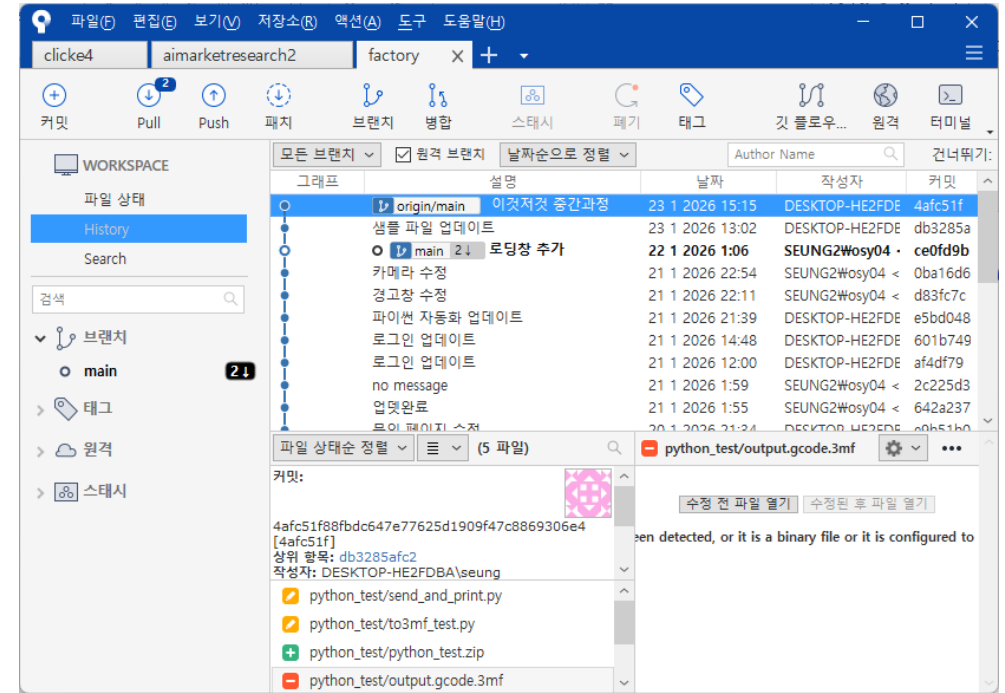 파일(F) 편집(E) 보기(V) 저장소(R) 액션(A) 도구 도움말(H)
clicke4 aimarketresearch2 factory
2
커밋 Pull Push 패치 브랜치 병합 스태시 폐기 태그 깃 플로우... 원격 터미널
WORKSPACE
파일 상태
History
Search
검색
브랜치
main 2↓
태그
원격
스태시
모든 브랜치 원격 브랜치 날짜순으로 정렬 Author Name 건너뛰기:
그래프 설명 날짜 작성자 커밋
origin/main 이것저것 중간과정 23 1 2026 15:15 DESKTOP-HE2FDE 4afc51f
샘플 파일 업데이트 23 1 2026 13:02 DESKTOP-HE2FDE db3285a
main 2↓ 로딩창 추가 22 1 2026 1:06 SEUNG2₩osy04 ce0fd9b
카메라 수정 21 1 2026 22:54 SEUNG2₩osy04 < 0ba16d6
경고창 수정 21 1 2026 22:11 SEUNG2₩osy04 < d83fc7c
파이썬 자동화 업데이트 21 1 2026 21:39 DESKTOP-HE2FDE e5bd048
로그인 업데이트 21 1 2026 14:48 DESKTOP-HE2FDE 601b749
로그인 업데이트 21 1 2026 12:00 DESKTOP-HE2FDE af4df79
no message 21 1 2026 1:59 SEUNG2₩osy04 < 2c225d3
업뎃완료 21 1 2026 1:55 SEUNG2₩osy04 < 642a237
20 1 2026 21:34 DESKTOP-HE2FDE
파일 상태순 정렬 (5 파일)
커밋:
4afc51f88fbdc647e77625d1909f47c8869306e4
[4afc51f]
상위 항목: db3285afc2
작성자: DESKTOP-HE2FDBA\seung
python_test/send_and_print.py
python_test/to3mf_test.py
python_test/python_test.zip
python_test/output.gcode.3mf
python_test/output.gcode.3mf
수정 전 파일 열기 수정된 후 파일 열기
een detected, or it is a binary file or it is configured to